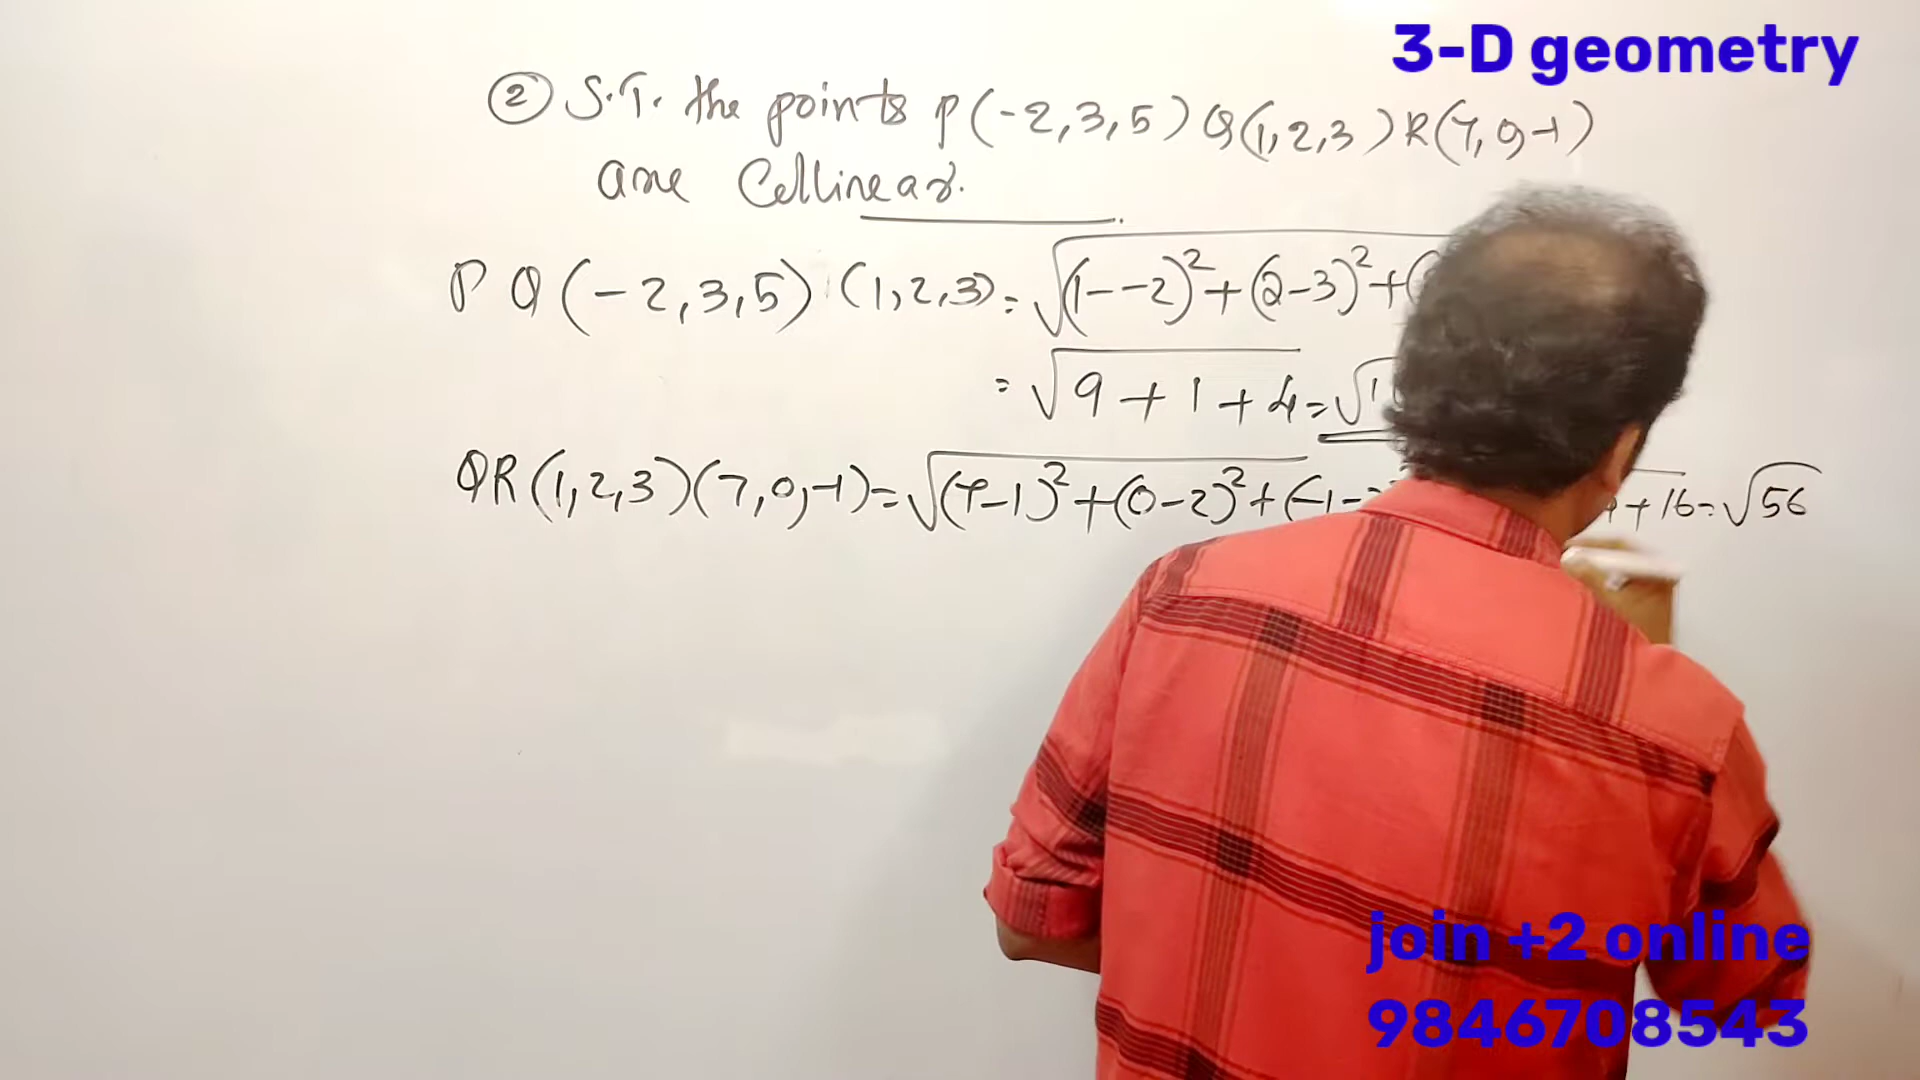 3-D geometry
② S.T. the points P(-2,3,5) Q(1,2,3) R(7,0,-1)
are Collinear.
PQ(-2,3,5) (1,2,3) = √(1--2)²+(2-3)²+(
= √9+1+4=√1
QR(1,2,3)(7,0,-1)=√(7-1)²+(0-2)²+(-1- +16=√56
join +2 online
9846708543